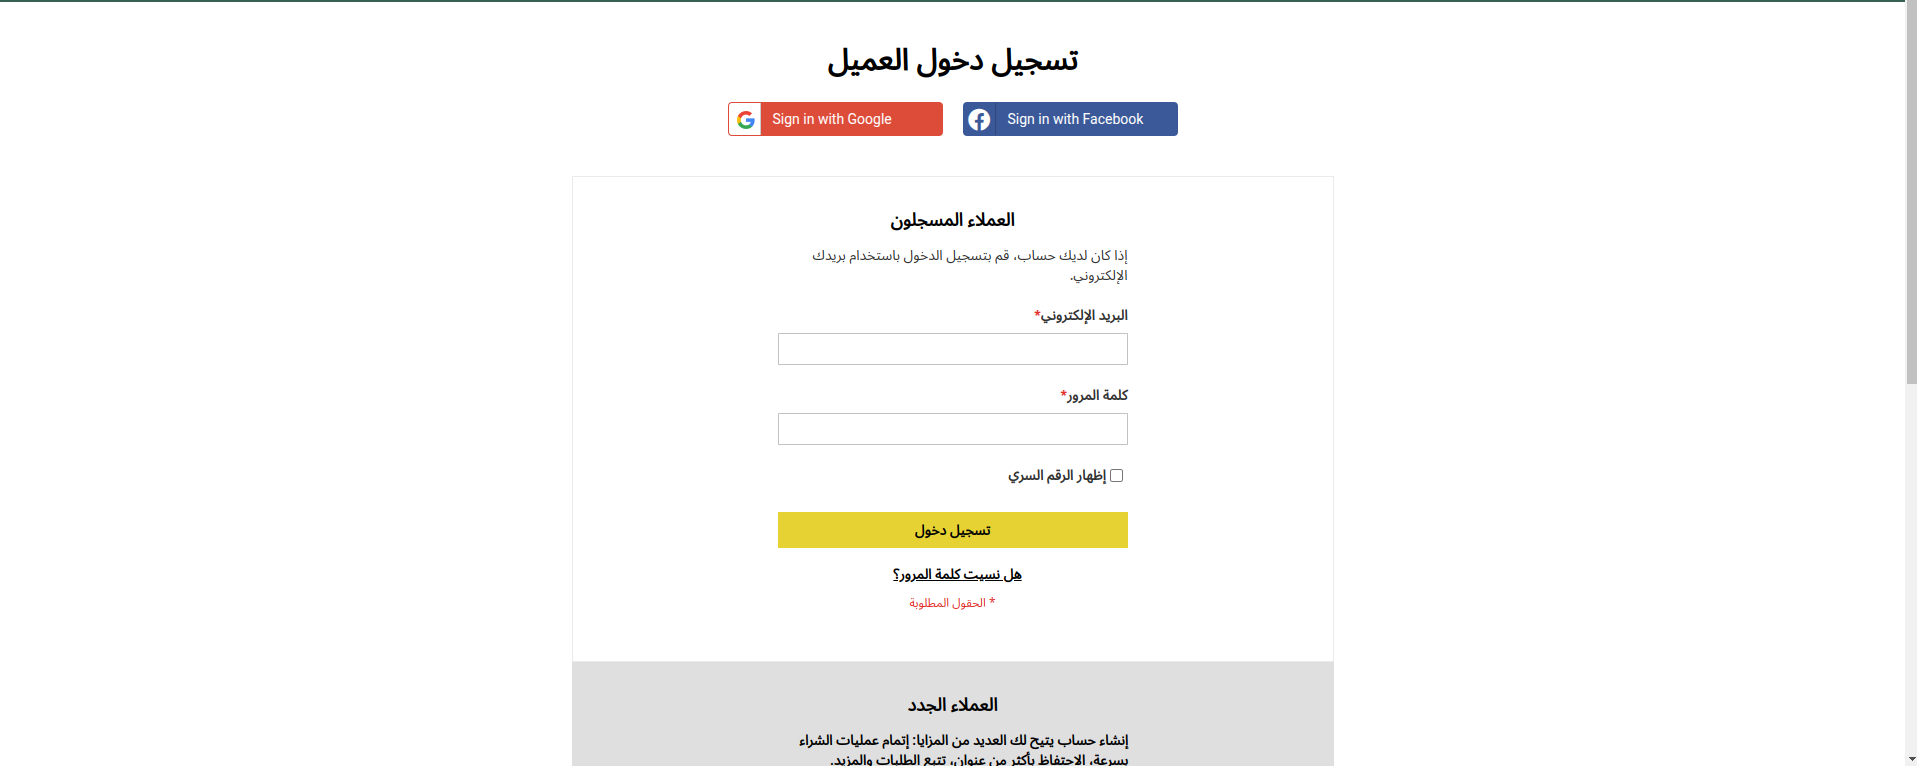 تسجيل دخول العميل
Sign in with Google
Sign in with Facebook
العملاء المسجلون
إذا كان لديك حساب، قم بتسجيل الدخول باستخدام بريدك
الإلكتروني.
البريد الإلكتروني*
كلمة المرور*
إظهار الرقم السري
تسجيل دخول
هل نسيت كلمة المرور؟
* الحقول المطلوبة
العملاء الجدد
إنشاء حساب يتيح لك العديد من المزايا: إتمام عمليات الشراء
بسرعة، الاحتفاظ بأكثر من عنوان، تتبع الطلبات والمزيد.